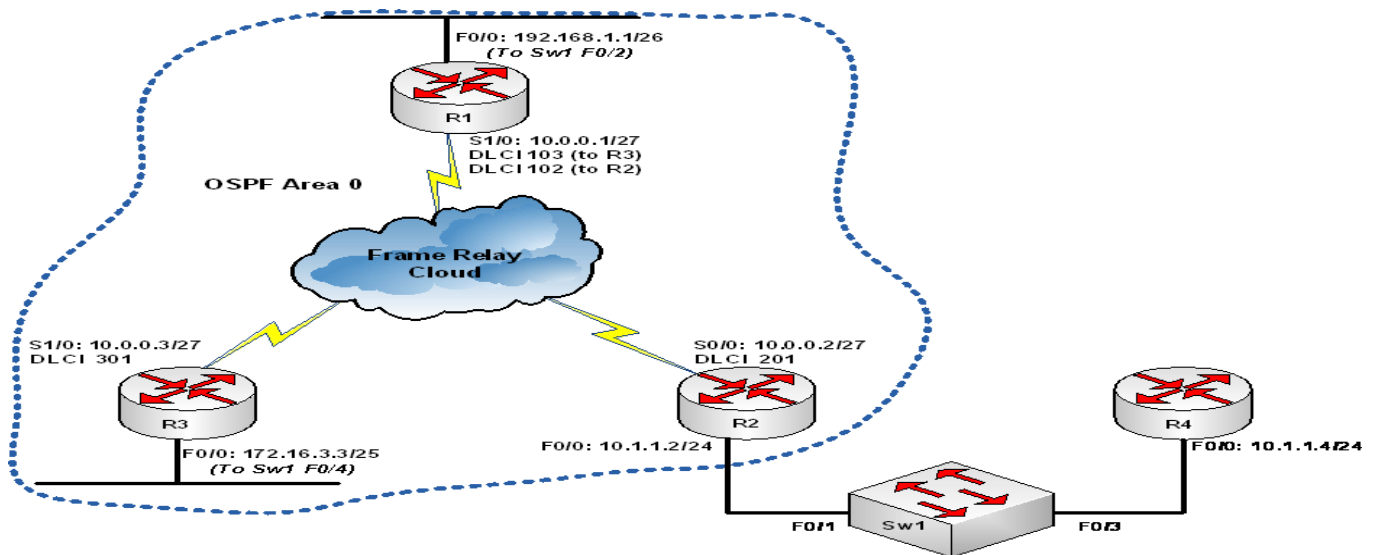 F0/0: 192.168.1.1/26
(To Sw1 F0/2)
R1
S1/0: 10.0.0.1/27
DLCI 103 (to R3)
DLCI 102 (to R2)
OSPF Area 0
Frame Relay
Cloud
S1/0: 10.0.0.3/27
DLCI 301
S0/0: 10.0.0.2/27
DLCI 201
R3
R2
R4
F0/0: 172.16.3.3/25
(To Sw1 F0/4)
F0/0: 10.1.1.2/24
F0/0: 10.1.1.4/24
F0/1
Sw1
F0/3